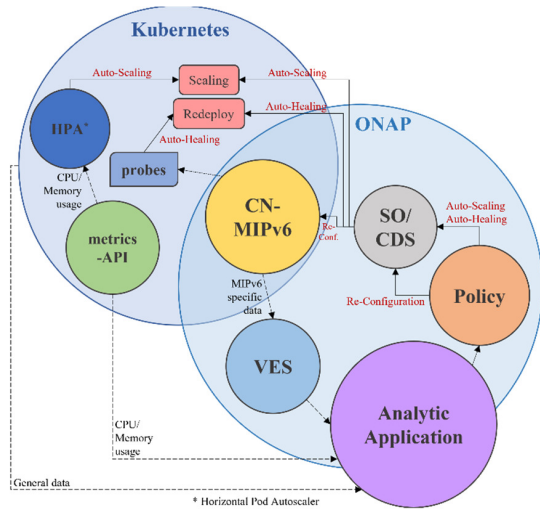 Kubernetes
Auto-Scaling
Scaling
Auto-Scaling
Redeploy
Auto-Healing
HPA*
Auto-Healing
ONAP
probes
CPU/
Memory
usage
CN-
MIPv6
SO/
CDS
Auto-Scaling
Auto-Healing
Re-
Conf.
metrics
-API
MIPv6
specific
data
Re-Configuration
Policy
VES
Analytic
Application
CPU/
Memory
usage
General data
* Horizontal Pod Autoscaler